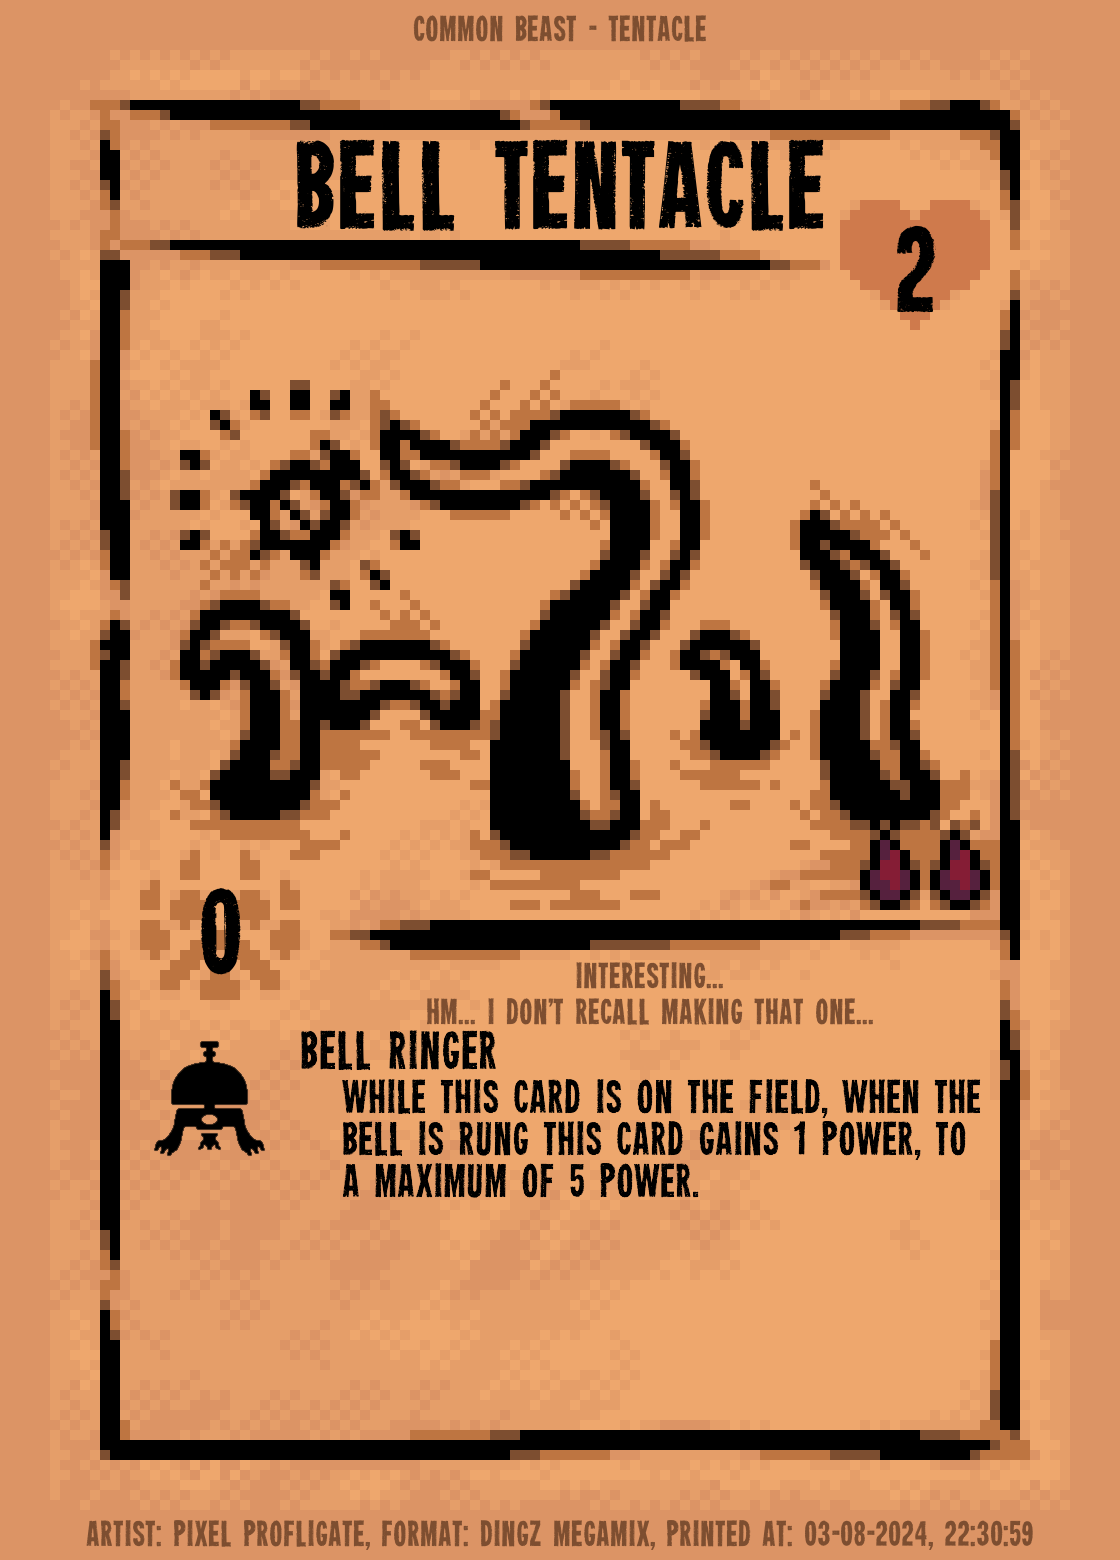 COMMON BEAST - TENTACLE
BELL TENTACLE
2
0
INTERESTING...
HM... I DON'T RECALL MAKING THAT ONE...
BELL RINGER
WHILE THIS CARD IS ON THE FIELD, WHEN THE
BELL IS RUNG THIS CARD GAINS 1 POWER, TO
A MAXIMUM OF 5 POWER.
ARTIST: PIXEL PROFLIGATE, FORMAT: DINGZ MEGAMIX, PRINTED AT: 03-08-2024, 22:30:59